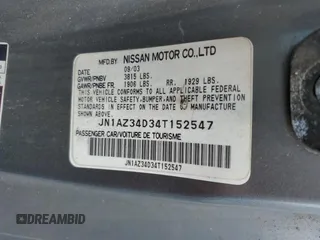 MFD BY NISSAN MOTOR CO.,LTD
DATE 09/03
GVWR/PNBV 3815 LBS.
GAWR/PNBE FR. 1906 LBS. RR. 1929 LBS.
THIS VEHICLE CONFORMS TO ALL APPLICABLE FEDERAL
MOTOR VEHICLE SAFETY,BUMPER,AND THEFT PREVENTION
STANDARDS IN EFFECT ON THE DATE OF MANUFACTURE
SHOWN ABOVE.
JN1AZ34D34T152547
PASSENGER CAR/VOITURE DE TOURISME
JN1AZ34D34T152547
DREAMBID